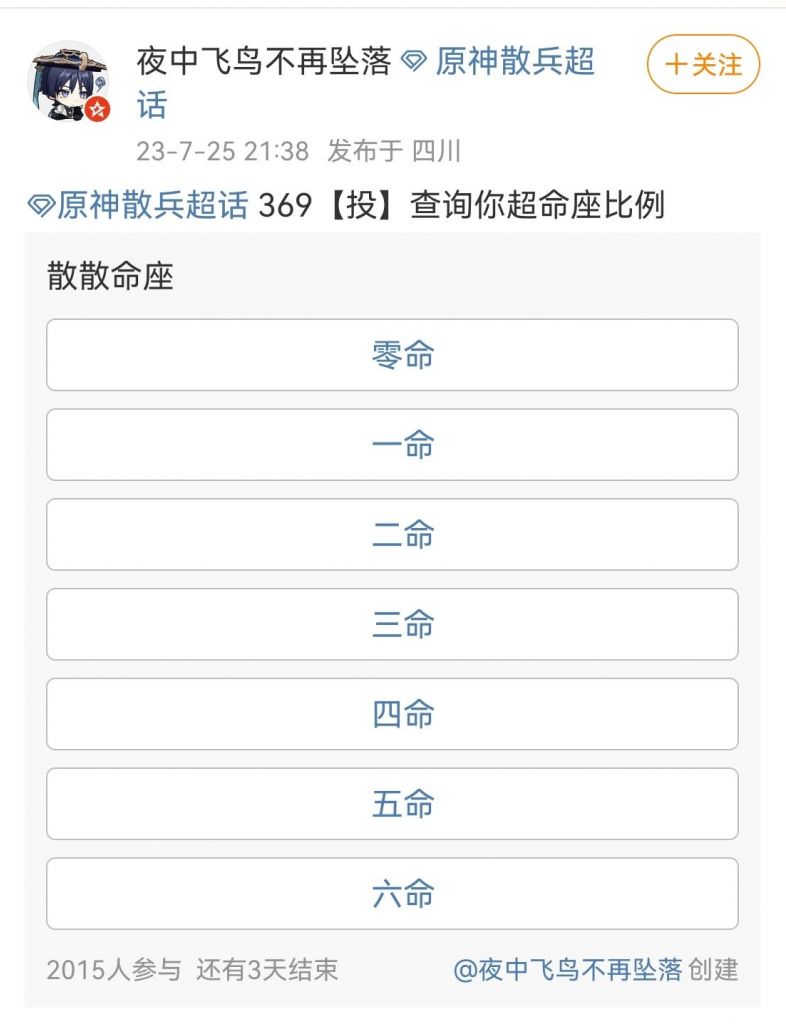 夜中飞鸟不再坠落 原神散兵超
话
+关注
23-7-25 21:38 发布于 四川
原神散兵超话 369【投】查询你超命座比例
散散命座
零命
一命
二命
三命
四命
五命
六命
2015人参与 还有3天结束
@夜中飞鸟不再坠落 创建